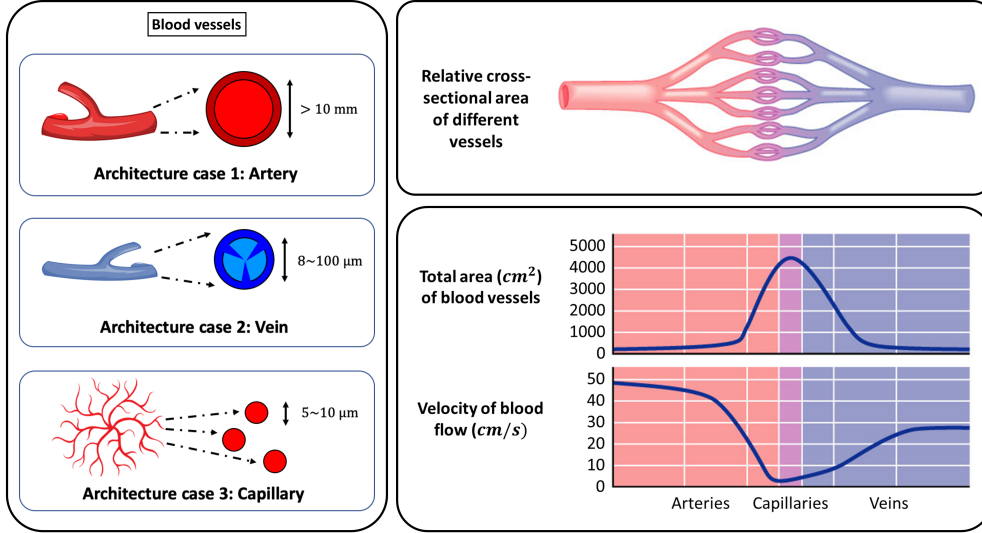 Blood vessels
> 10 mm
Architecture case 1: Artery
8~100 μm
Architecture case 2: Vein
5~10 μm
Architecture case 3: Capillary
Relative cross-
sectional area
of different
vessels
Total area (cm²)
of blood vessels
5000
4000
3000
2000
1000
0
Velocity of blood
flow (cm/s)
50
40
30
20
10
0
Arteries
Capillaries
Veins